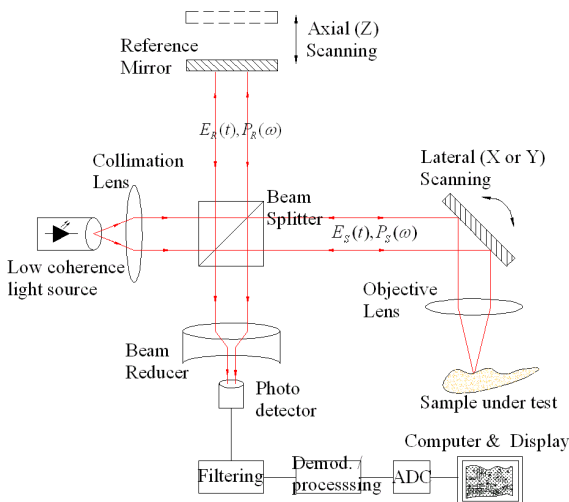 Axial (Z)
Scanning
Reference
Mirror
E_R(t), P_R(ω)
Collimation
Lens
Lateral (X or Y)
Scanning
Beam
Splitter
E_S(t), P_S(ω)
Low coherence
light source
Objective
Lens
Beam
Reducer
Photo
detector
Sample under test
Computer & Display
Filtering
Demod. /
processsing
ADC